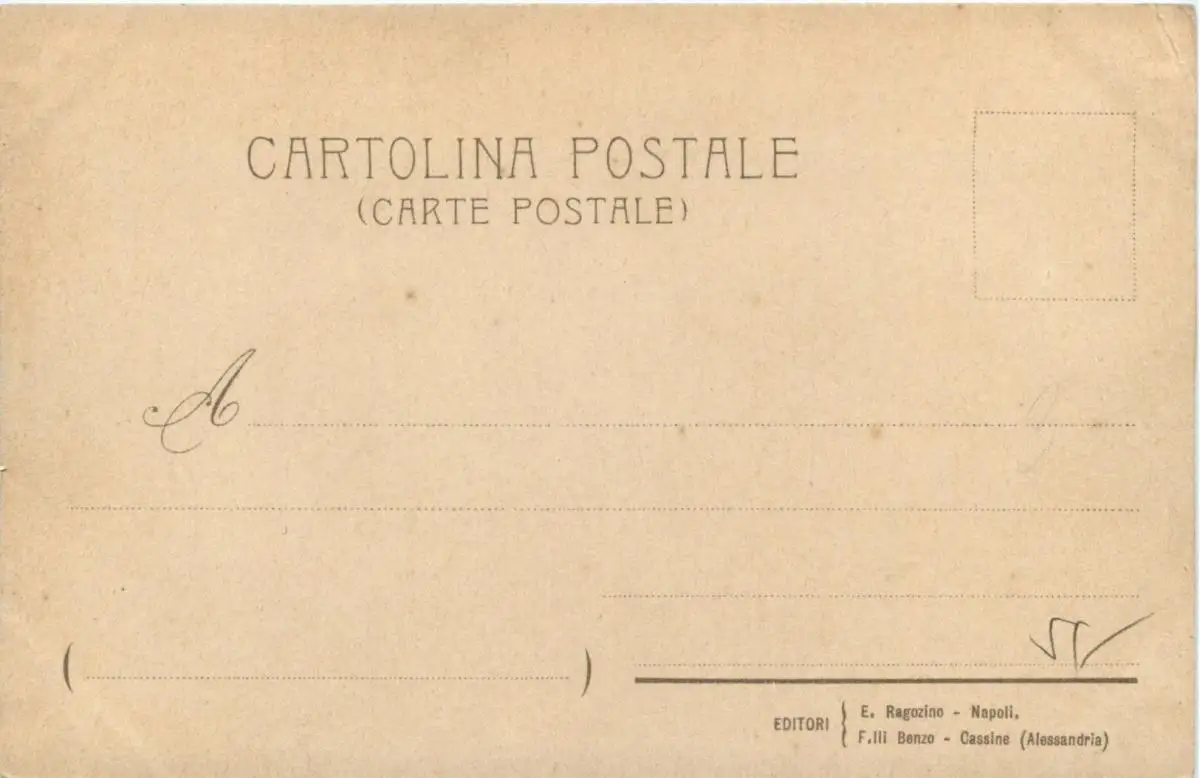 CARTOLINA POSTALE
(CARTE POSTALE)
A
( )
EDITORI { E. Ragozino - Napoli.
F.lli Benzo - Cassine (Alessandria)